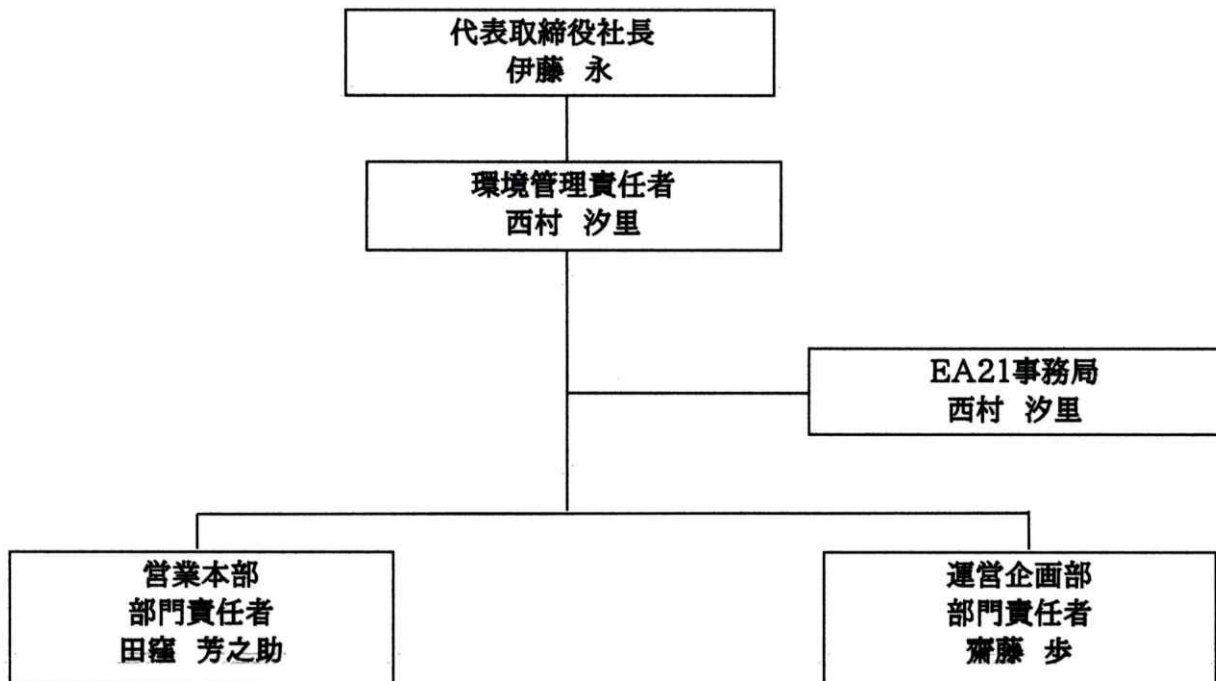 代表取締役社長
伊藤 永
環境管理責任者
西村 汐里
EA21事務局
西村 汐里
営業本部
部門責任者
田窪 芳之助
運営企画部
部門責任者
齋藤 歩